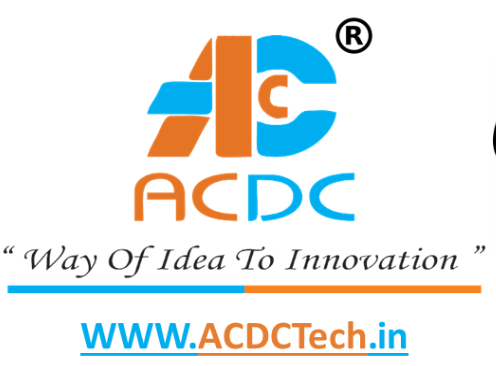 ®
ACDC
“ Way Of Idea To Innovation ”
WWW.ACDCTech.in